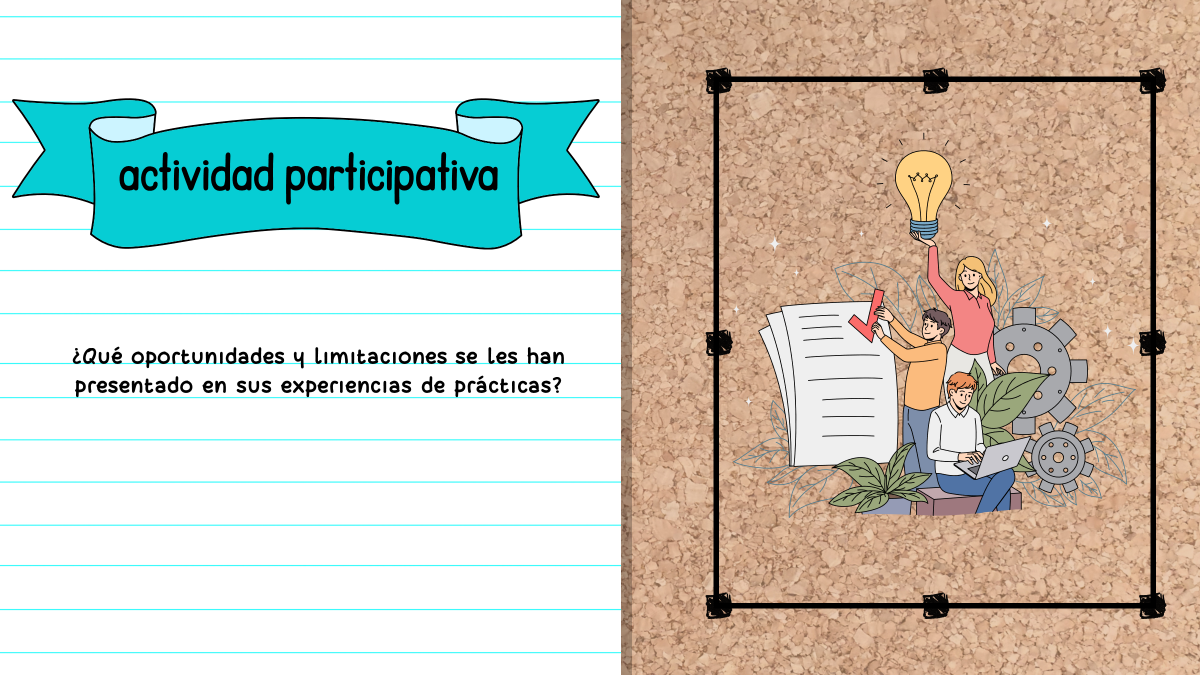 actividad participativa
¿Qué oportunidades y limitaciones se les han
presentado en sus experiencias de prácticas?